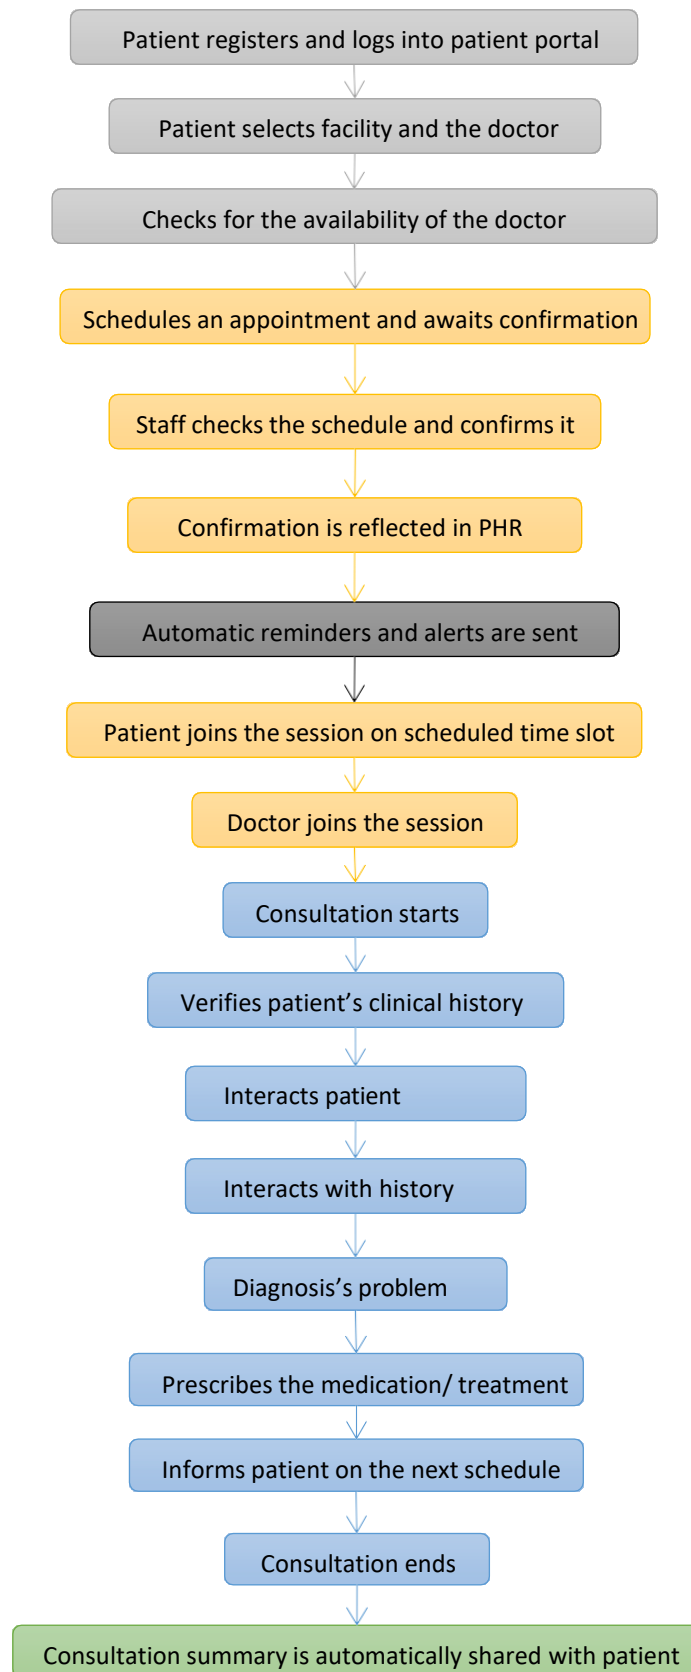 Patient registers and logs into patient portal
Patient selects facility and the doctor
Checks for the availability of the doctor
Schedules an appointment and awaits confirmation
Staff checks the schedule and confirms it
Confirmation is reflected in PHR
Automatic reminders and alerts are sent
Patient joins the session on scheduled time slot
Doctor joins the session
Consultation starts
Verifies patient’s clinical history
Interacts patient
Interacts with history
Diagnosis’s problem
Prescribes the medication/ treatment
Informs patient on the next schedule
Consultation ends
Consultation summary is automatically shared with patient